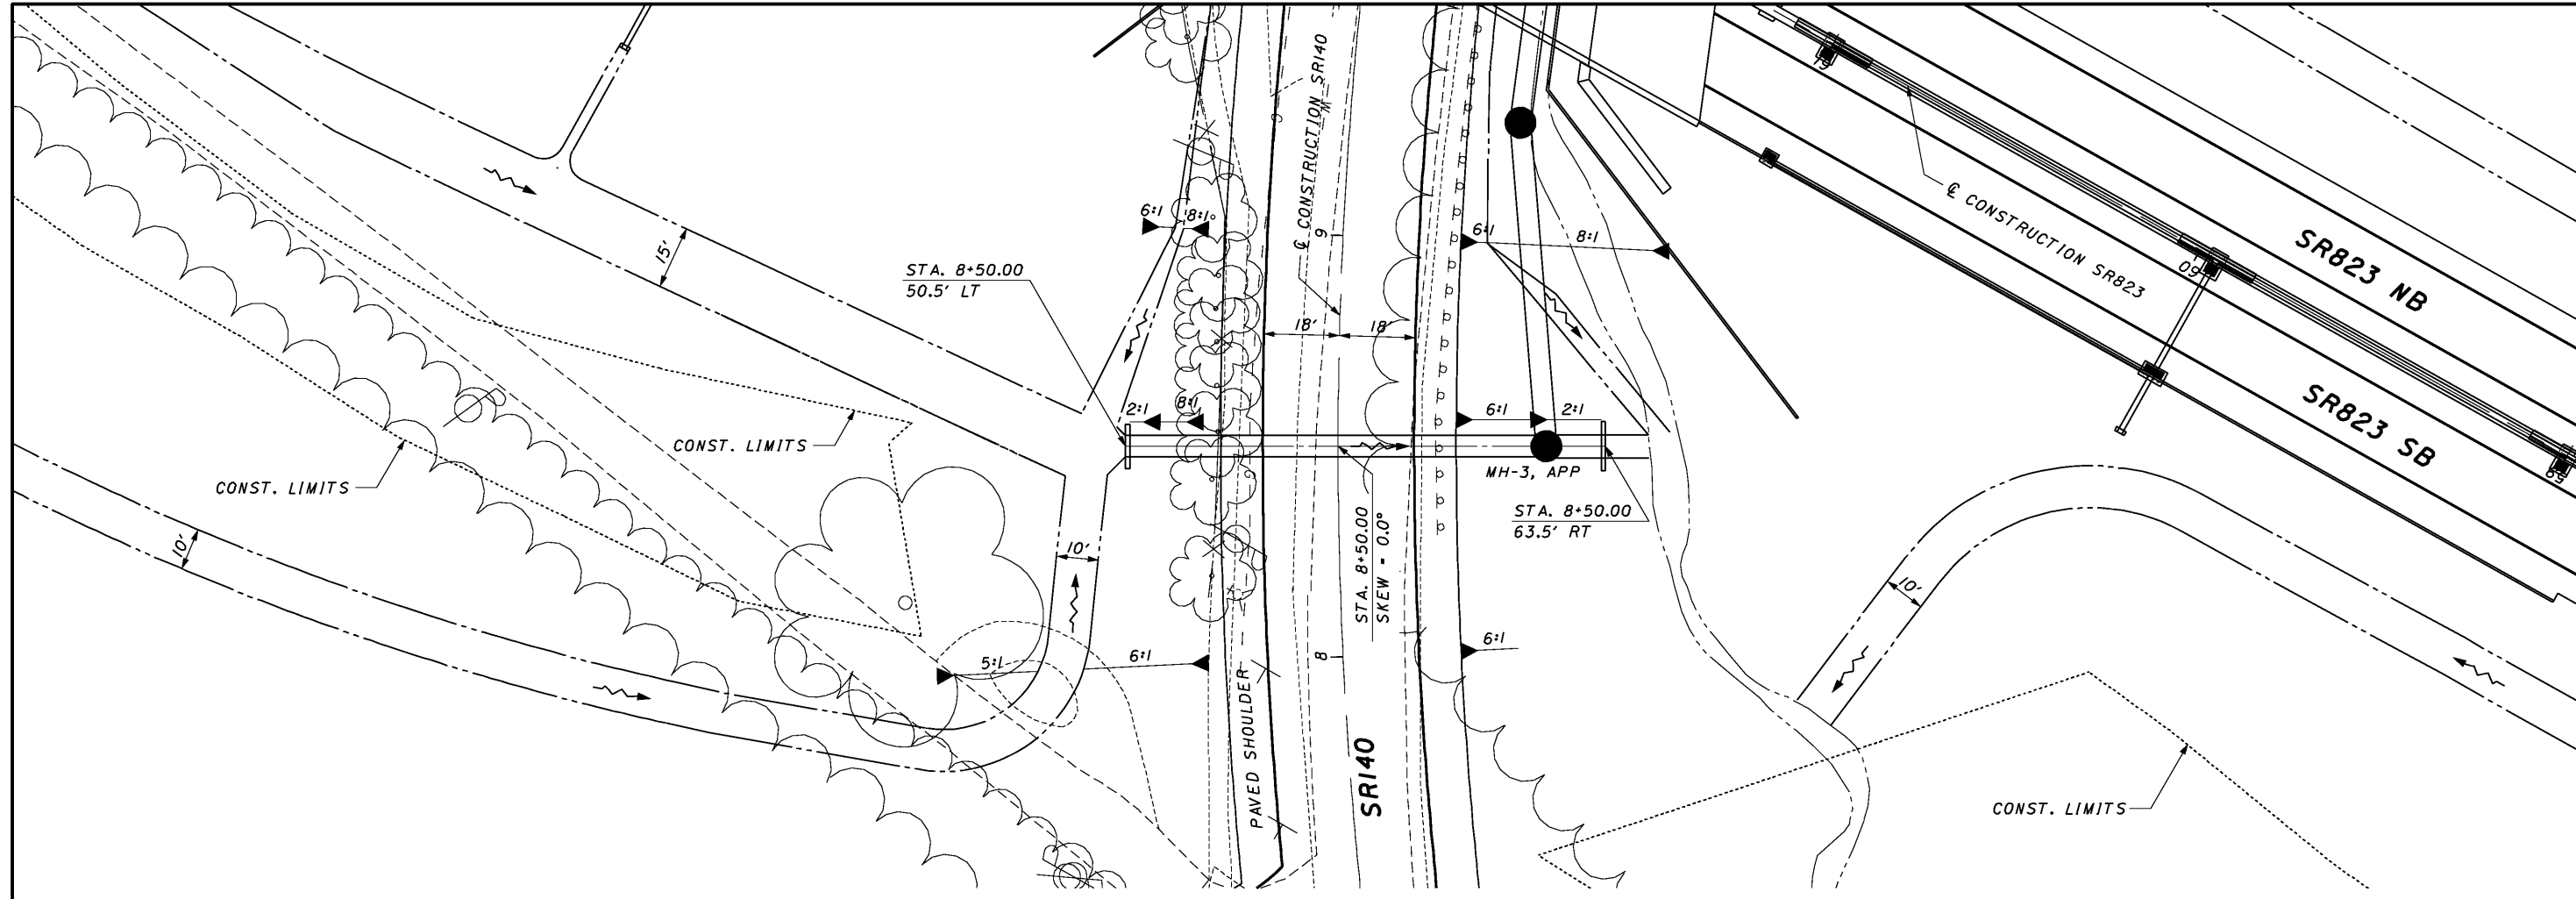 ℄ CONSTRUCTION SR140
61
℄ CONSTRUCTION SR823
SR823 NB
60
SR823 SB
59
15'
6:1
8:1
9
6:1
8:1
STA. 8+50.00
50.5' LT
18'
18'
2:1
8:1
6:1
2:1
CONST. LIMITS
CONST. LIMITS
MH-3, APP
STA. 8+50.00
63.5' RT
STA. 8+50.00
SKEW = 0.0°
10'
10'
10'
5:1
6:1
8
6:1
PAVED SHOULDER
SR140
CONST. LIMITS